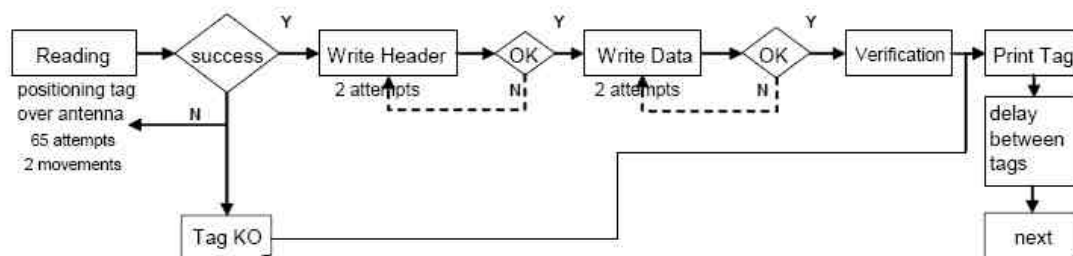 Reading
success
Y
Write Header
OK
Y
Write Data
OK
Y
Verification
Print Tag
positioning tag
over antenna
65 attempts
2 movements
N
2 attempts
N
2 attempts
N
delay
between
tags
Tag KO
next